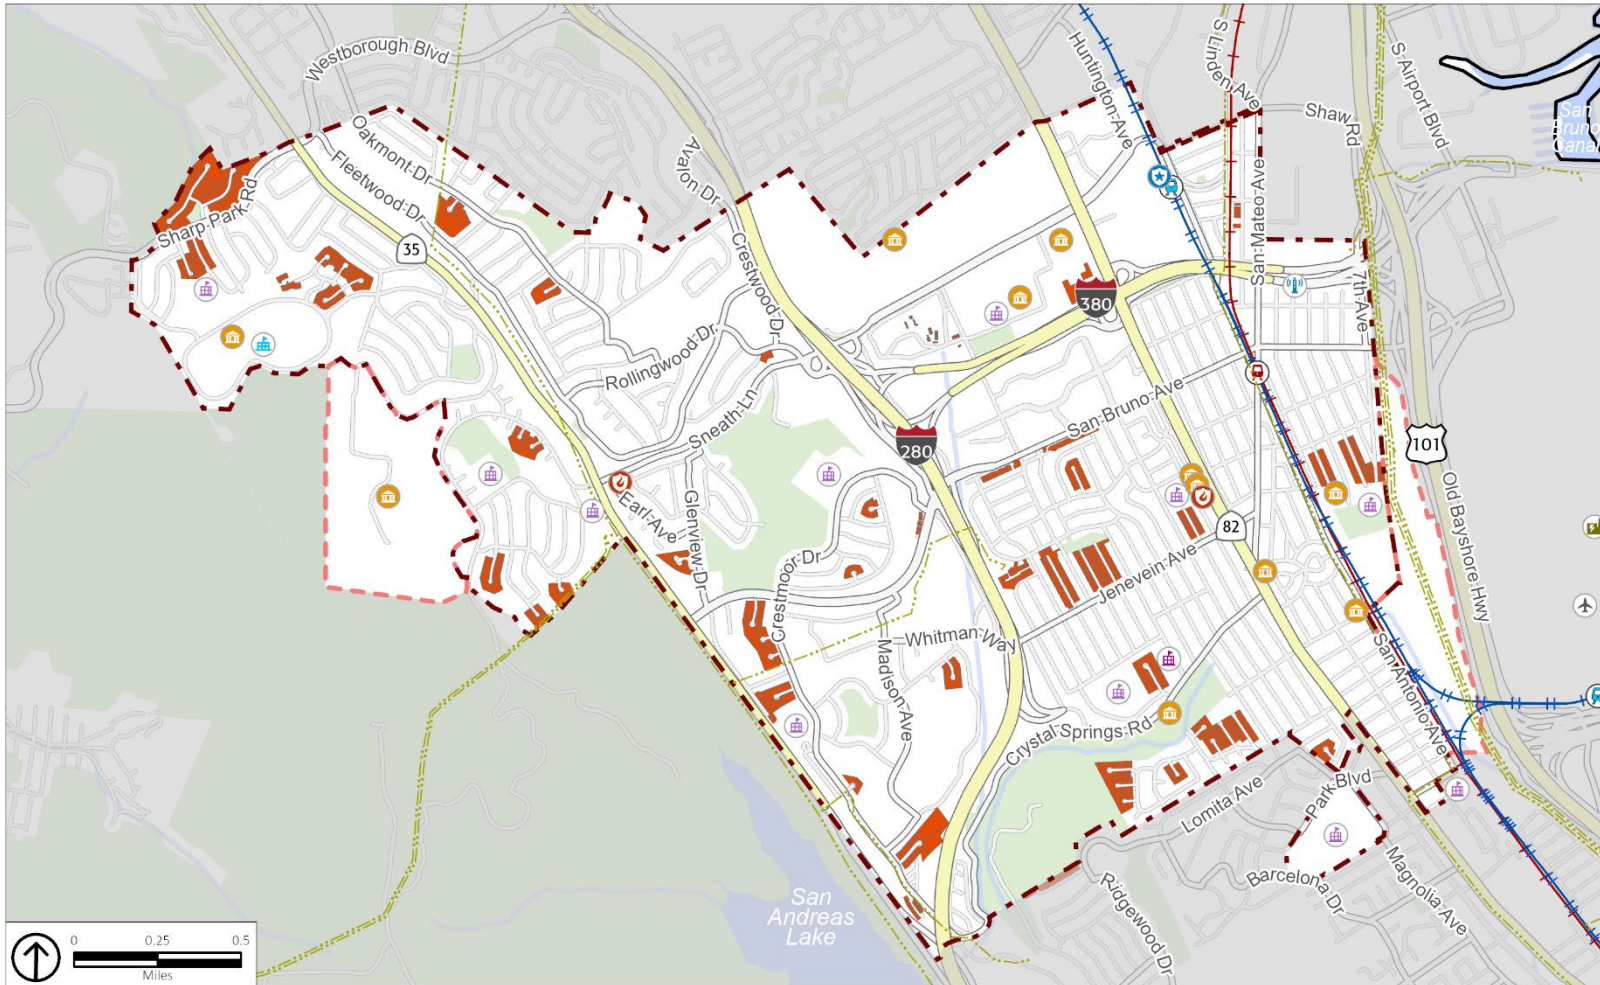 Westborough Blvd
Oakmont Dr
Fleetwood Dr
Sharp Park Rd
35
Avalon Dr
Crestwood Dr
Huntington Ave
S Linden Ave
San Mateo Ave
Shaw Rd
S Airport Blvd
San
Bruno
Canal
7th Ave
380
Rollingwood Dr
Sneath Ln
San Bruno Ave
280
101
Earl Ave
Glenview Dr
Crestmoor Dr
82
Jenevein Ave
Old Bayshore Hwy
Whitman Way
Madison Ave
Crystal Springs Rd
San Antonio Ave
Lomita Ave
Park Blvd
Barcelona Dr
Magnolia Ave
Ridgewood Dr
San
Andreas
Lake
0 0.25 0.5
Miles